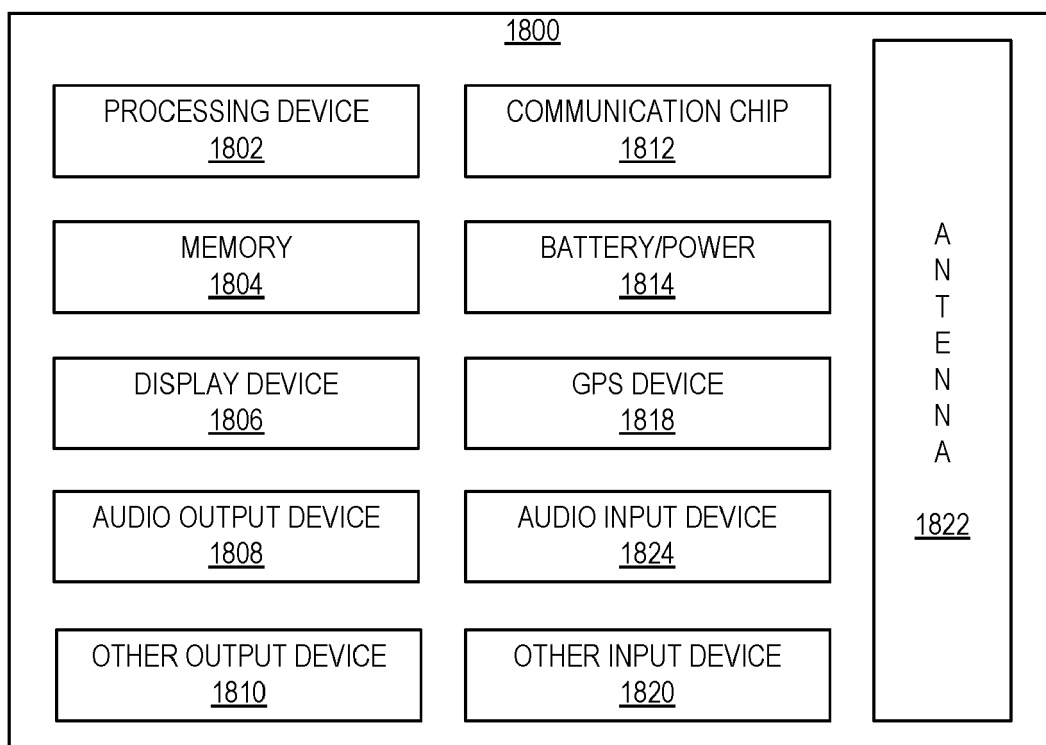 1800
PROCESSING DEVICE
1802
COMMUNICATION CHIP
1812
MEMORY
1804
BATTERY/POWER
1814
DISPLAY DEVICE
1806
GPS DEVICE
1818
AUDIO OUTPUT DEVICE
1808
AUDIO INPUT DEVICE
1824
OTHER OUTPUT DEVICE
1810
OTHER INPUT DEVICE
1820
ANTENNA
1822